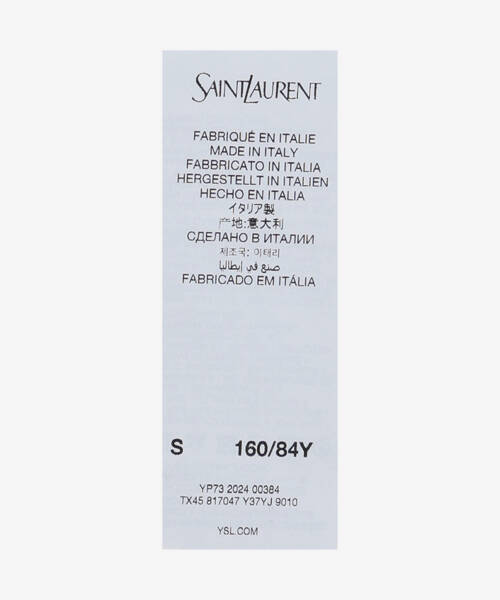 SAINT LAURENT
FABRIQUÉ EN ITALIE
MADE IN ITALY
FABBRICATO IN ITALIA
HERGESTELLT IN ITALIEN
HECHO EN ITALIA
イタリア製
产地:意大利
СДЕЛАНО В ИТАЛИИ
제조국: 이태리
صنع في إيطاليا
FABRICADO EM ITÁLIA
S 160/84Y
YP73 2024 00384
TX45 817047 Y37YJ 9010
YSL.COM